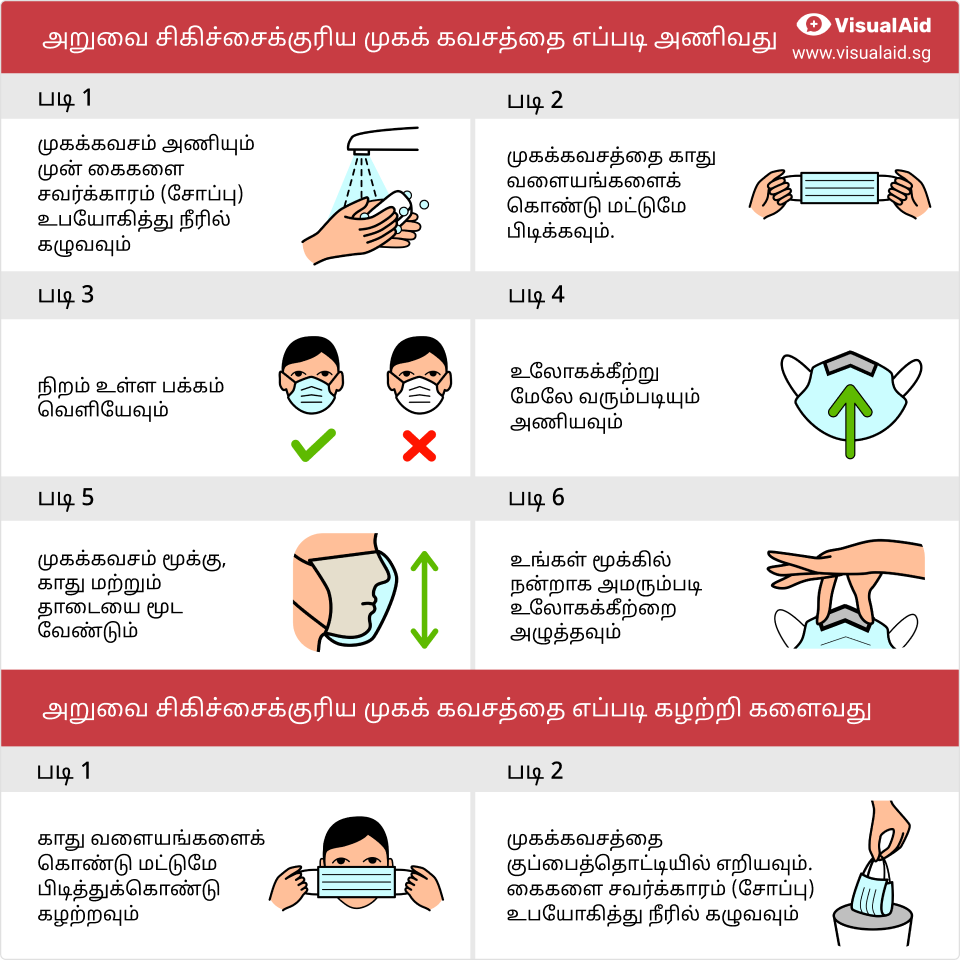 அறுவை சிகிச்சைக்குரிய முகக் கவசத்தை எப்படி அணிவது
VisualAid
www.visualaid.sg
படி 1
முகக்கவசம் அணியும்
முன் கைகளை
சவர்க்காரம் (சோப்பு)
உபயோகித்து நீரில்
கழுவவும்
படி 2
முகக்கவசத்தை காது
வளையங்களைக்
கொண்டு மட்டுமே
பிடிக்கவும்.
படி 3
நிறம் உள்ள பக்கம்
வெளியேவும்
படி 4
உலோகக்கீற்று
மேலே வரும்படியும்
அணியவும்
படி 5
முகக்கவசம் மூக்கு,
காது மற்றும்
தாடையை மூட
வேண்டும்
படி 6
உங்கள் மூக்கில்
நன்றாக அமரும்படி
உலோகக்கீற்றை
அழுத்தவும்
அறுவை சிகிச்சைக்குரிய முகக் கவசத்தை எப்படி கழற்றி களைவது
படி 1
காது வளையங்களைக்
கொண்டு மட்டுமே
பிடித்துக்கொண்டு
கழற்றவும்
படி 2
முகக்கவசத்தை
குப்பைத்தொட்டியில் எறியவும்.
கைகளை சவர்க்காரம் (சோப்பு)
உபயோகித்து நீரில் கழுவவும்